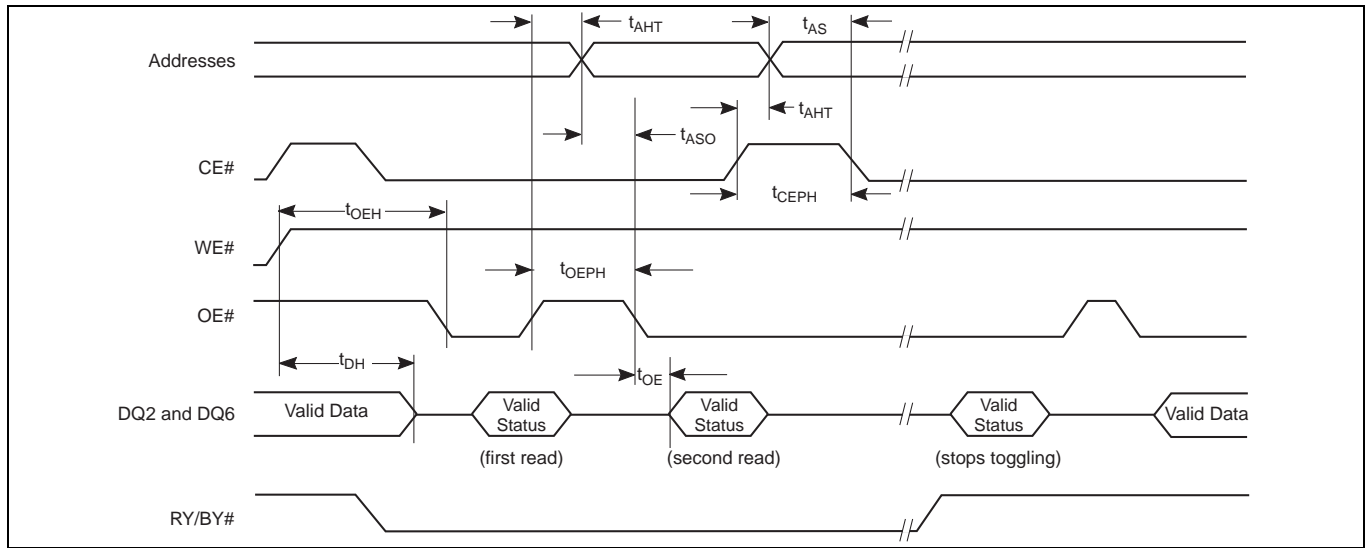 tAHT
tAS
Addresses
tAHT
tASO
CE#
tCEPH
tOEH
WE#
tOEPH
OE#
tDH
tOE
DQ2 and DQ6
Valid Data
Valid
Status
Valid
Status
Valid
Status
Valid Data
(first read)
(second read)
(stops toggling)
RY/BY#